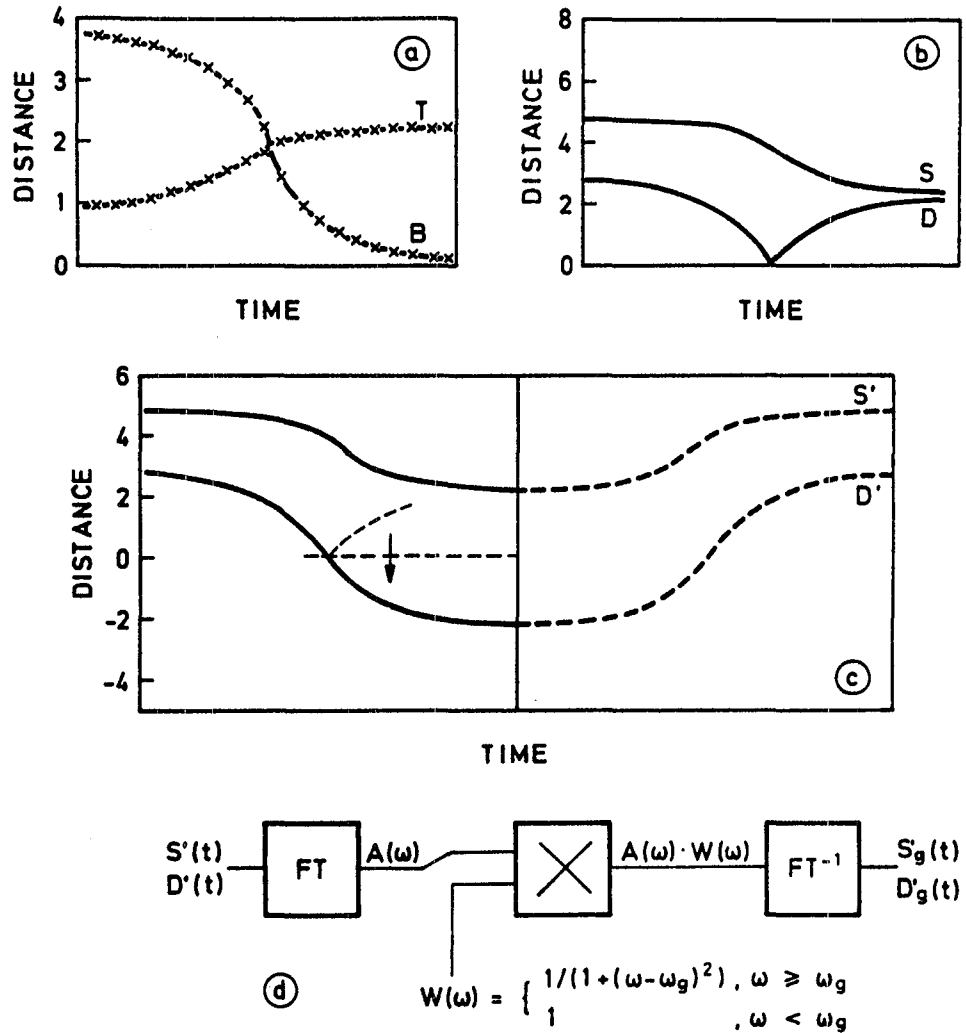 4
3
2
1
0
DISTANCE
a
T
B
TIME
8
6
4
2
0
DISTANCE
b
S
D
TIME
6
4
2
0
-2
-4
DISTANCE
S'
D'
c
TIME
S'(t)
D'(t)
FT
A(ω)
A(ω)·W(ω)
FT⁻¹
S'g(t)
D'g(t)
d
W(ω) = { 1/(1+(ω-ωg)²), ω ≥ ωg
1 , ω < ωg